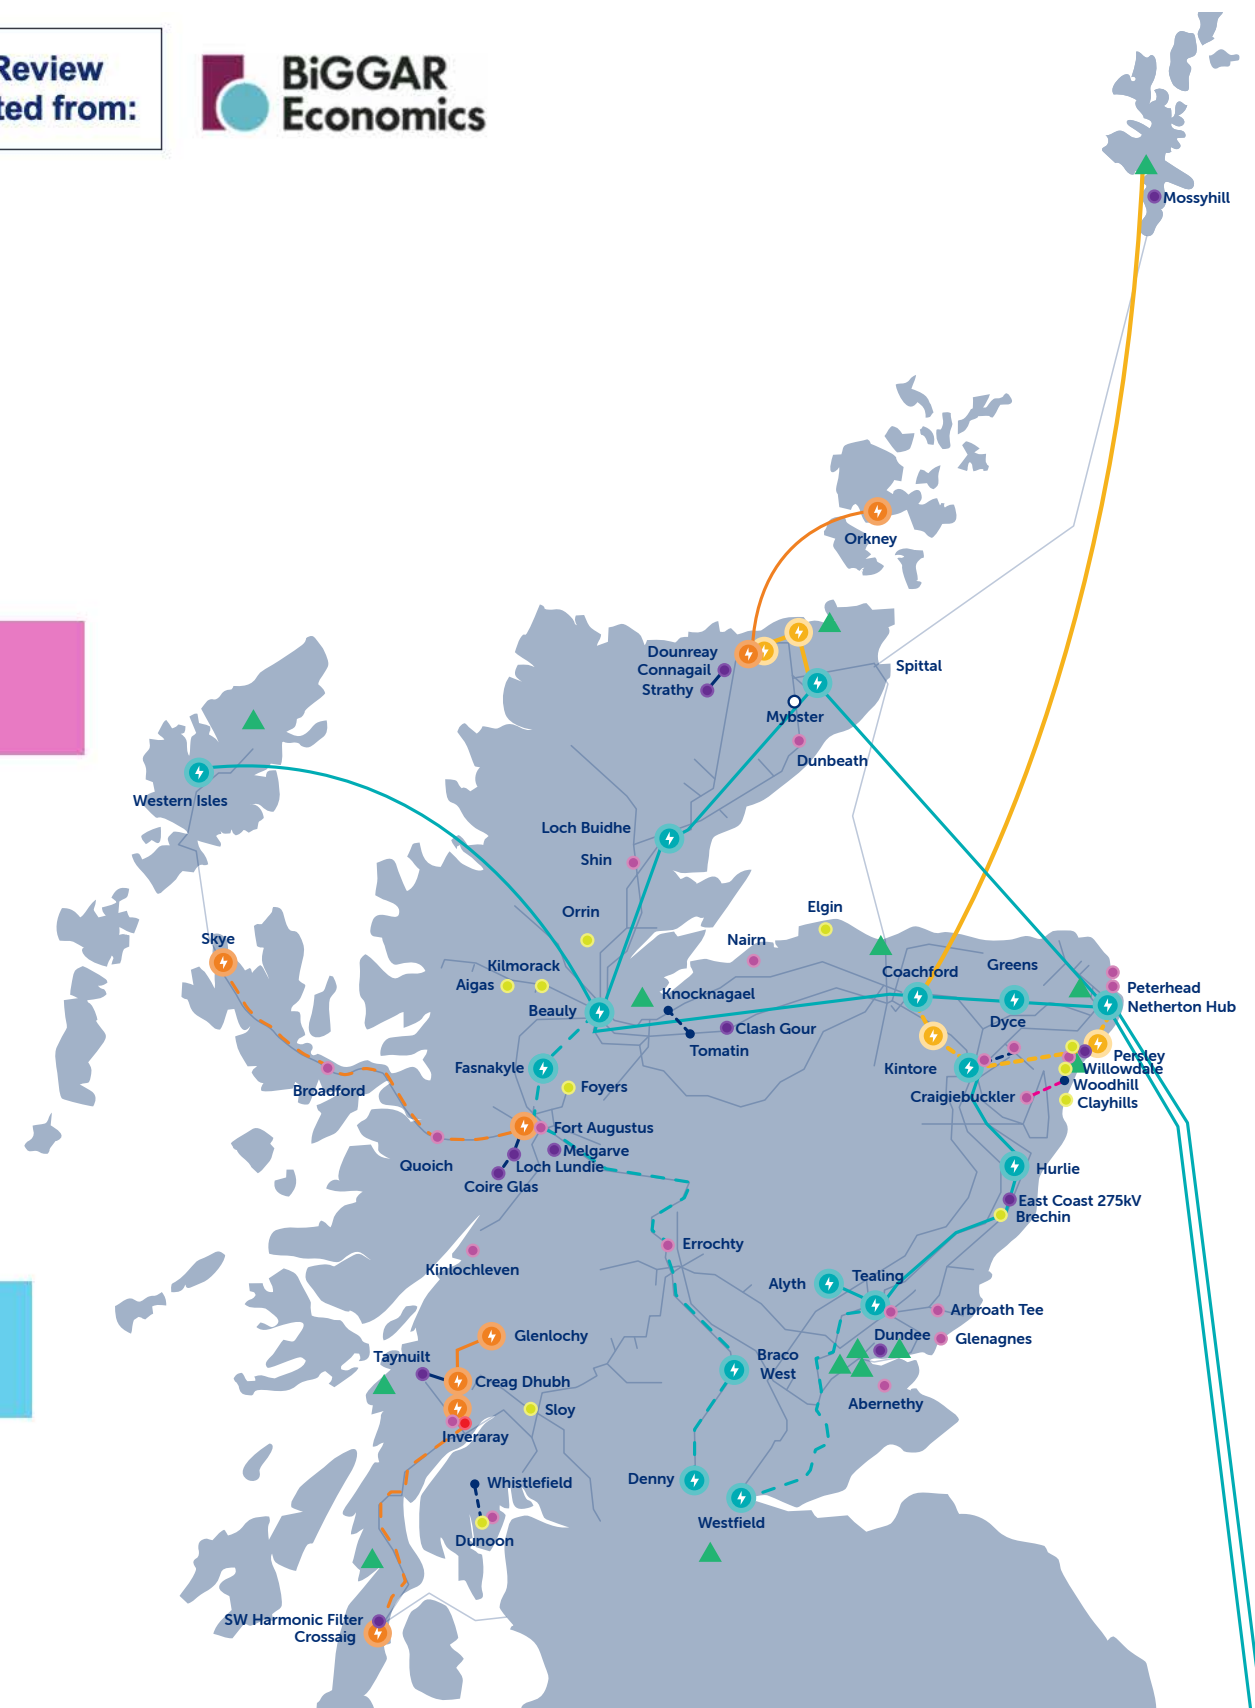 Review
ted from:
BiGGAR
Economics
Mossyhill
Orkney
Dounreay
Connagail
Strathy
Spittal
Mybster
Dunbeath
Western Isles
Loch Buidhe
Shin
Orrin
Elgin
Nairn
Skye
Kilmorack
Aigas
Coachford
Greens
Knocknagael
Peterhead
Netherton Hub
Beauly
Clash Gour
Dyce
Tomatin
Persley
Fasnakyle
Kintore
Willowdale
Woodhill
Foyers
Broadford
Craigiebuckler
Clayhills
Fort Augustus
Melgarve
Quoich
Loch Lundie
Hurlie
Coire Glas
East Coast 275kV
Brechin
Errochty
Kinlochleven
Alyth
Tealing
Arbroath Tee
Glenlochy
Dundee
Glenagnes
Taynuilt
Braco
West
Creag Dhubh
Abernethy
Sloy
Inveraray
Whistlefield
Denny
Westfield
Dunoon
SW Harmonic Filter
Crossaig